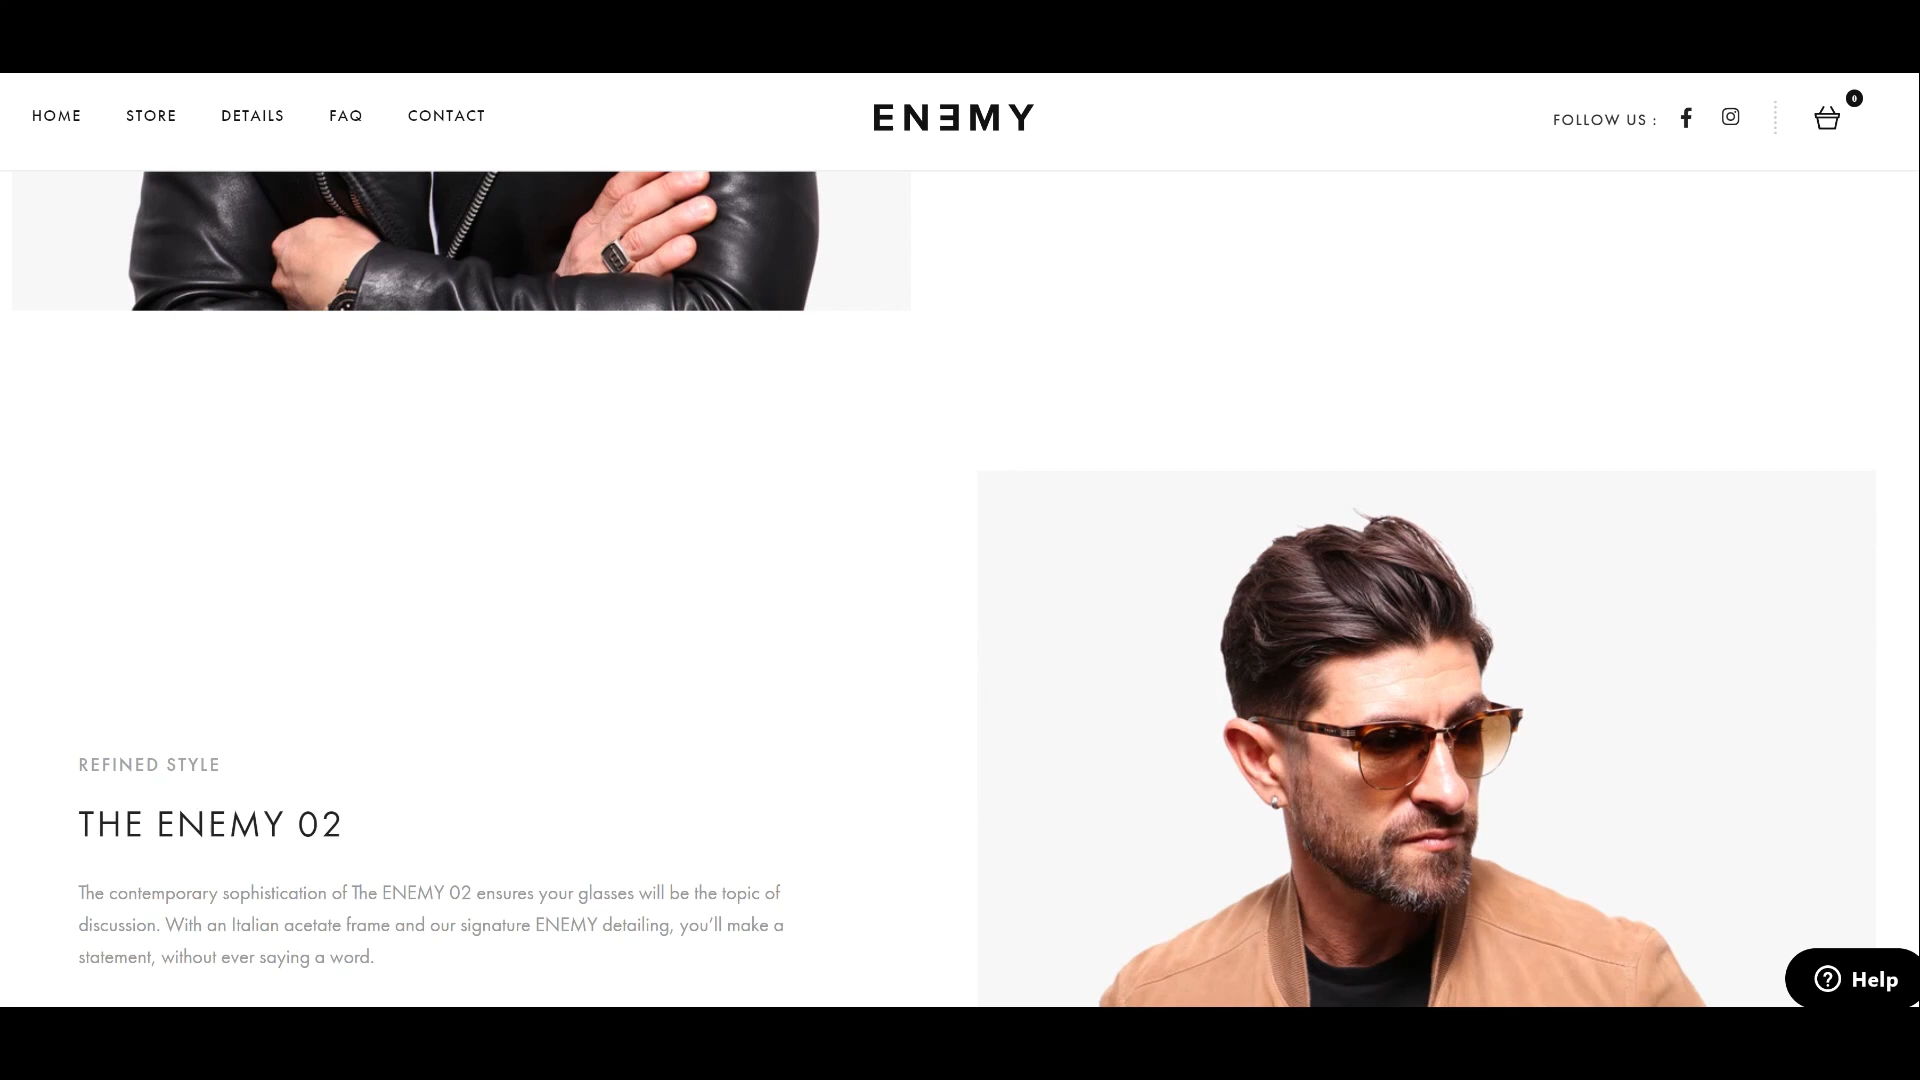 HOME STORE DETAILS FAQ CONTACT
ENƎMY
FOLLOW US :
0
REFINED STYLE
THE ENEMY 02
The contemporary sophistication of The ENEMY 02 ensures your glasses will be the topic of
discussion. With an Italian acetate frame and our signature ENEMY detailing, you’ll make a
statement, without ever saying a word.
Help